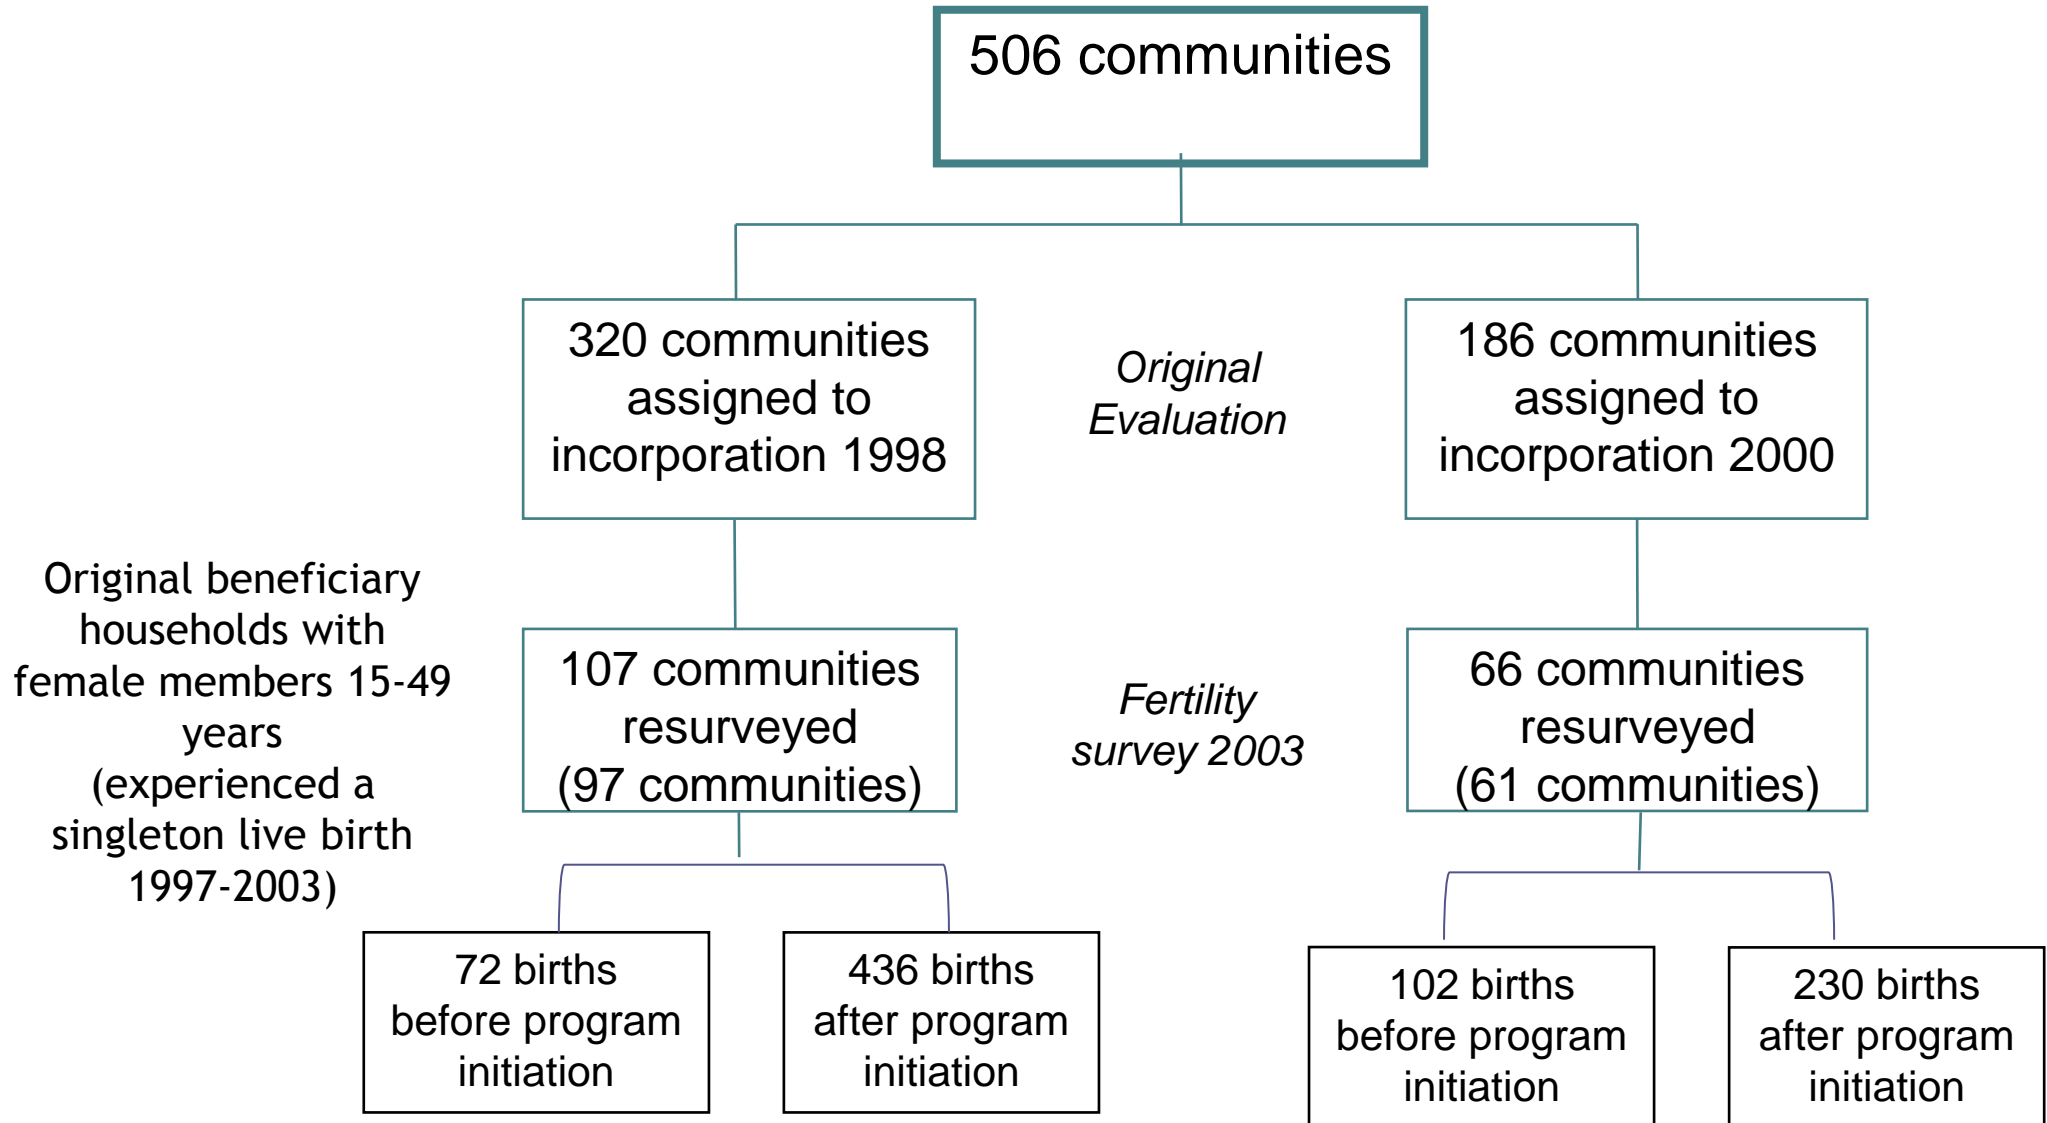 506 communities
320 communities
assigned to
incorporation 1998
Original
Evaluation
186 communities
assigned to
incorporation 2000
Original beneficiary
households with
female members 15-49
years
(experienced a
singleton live birth
1997-2003)
107 communities
resurveyed
(97 communities)
Fertility
survey 2003
66 communities
resurveyed
(61 communities)
72 births
before program
initiation
436 births
after program
initiation
102 births
before program
initiation
230 births
after program
initiation